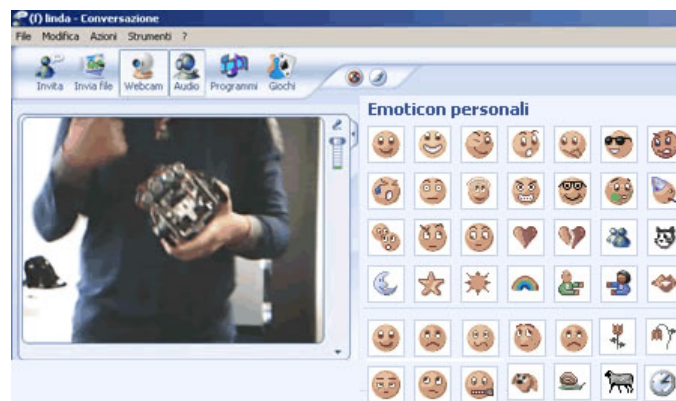 (f) linda - Conversazione
File Modifica Azioni Strumenti ?
Invita Invia file Webcam Audio Programmi Giochi
Emoticon personali